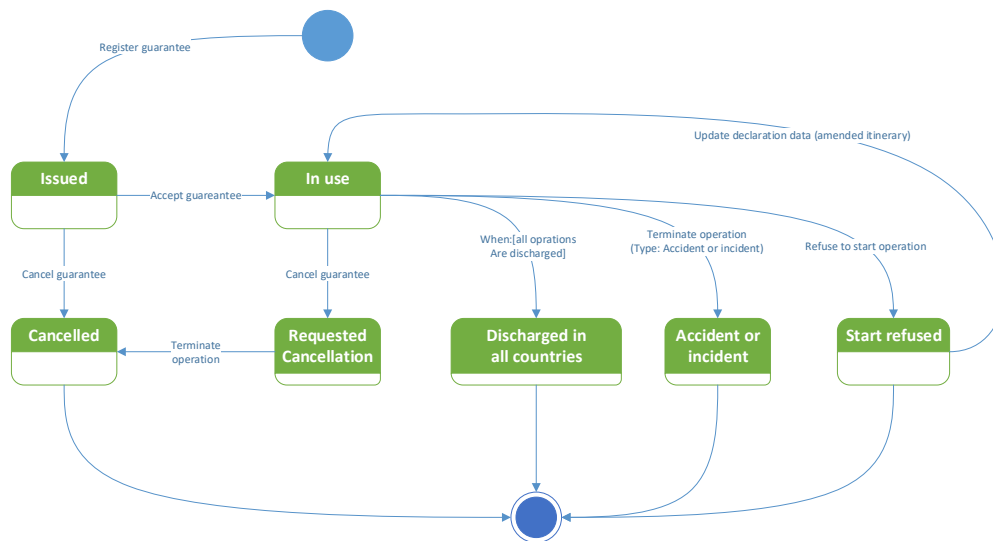 Register guarantee
Update declaration data (amended itinerary)
Issued
In use
Accept guareantee
When:[all oprations
Are discharged]
Terminate operation
(Type: Accident or incident)
Refuse to start operation
Cancel guarantee
Cancel guarantee
Cancelled
Requested
Cancellation
Discharged in
all countries
Accident or
incident
Start refused
Terminate
operation